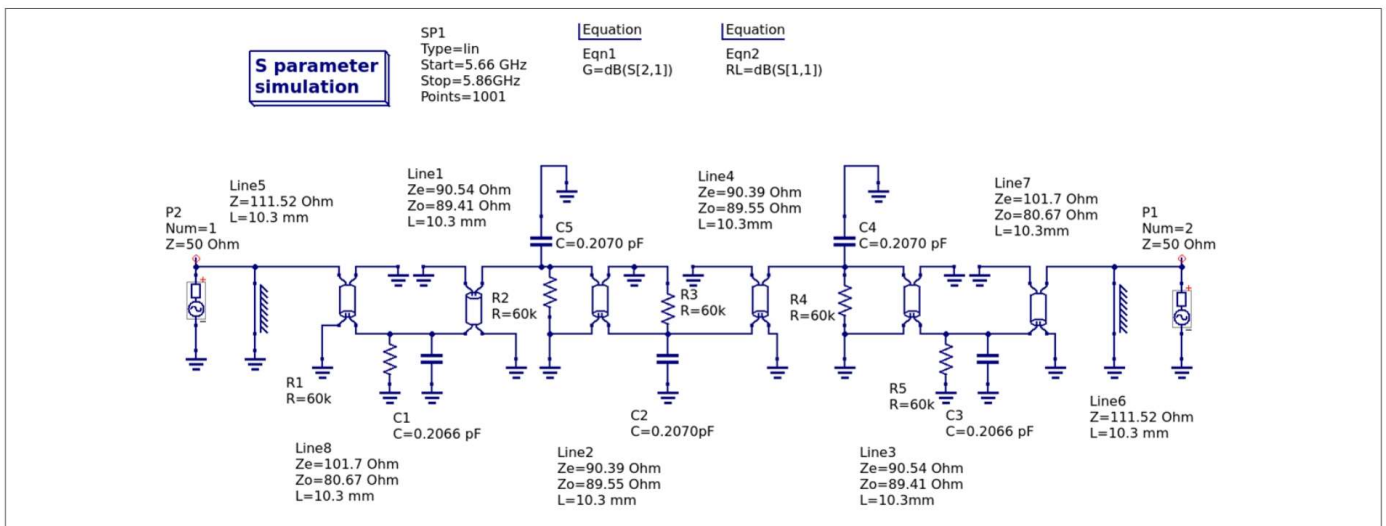 SP1
Type=lin
Start=5.66 GHz
Stop=5.86GHz
Points=1001
Equation
Eqn1
G=dB(S[2,1])
Equation
Eqn2
RL=dB(S[1,1])
S parameter
simulation
P2
Num=1
Z=50 Ohm
Line5
Z=111.52 Ohm
L=10.3 mm
Line1
Ze=90.54 Ohm
Zo=89.41 Ohm
L=10.3 mm
C5
C=0.2070 pF
Line4
Ze=90.39 Ohm
Zo=89.55 Ohm
L=10.3mm
C4
C=0.2070 pF
Line7
Ze=101.7 Ohm
Zo=80.67 Ohm
L=10.3mm
P1
Num=2
Z=50 Ohm
R2
R=60k
R3
R=60k
R4
R=60k
R1
R=60k
C1
C=0.2066 pF
C2
C=0.2070pF
R5
R=60k
C3
C=0.2066 pF
Line6
Z=111.52 Ohm
L=10.3 mm
Line8
Ze=101.7 Ohm
Zo=80.67 Ohm
L=10.3 mm
Line2
Ze=90.39 Ohm
Zo=89.55 Ohm
L=10.3 mm
Line3
Ze=90.54 Ohm
Zo=89.41 Ohm
L=10.3mm